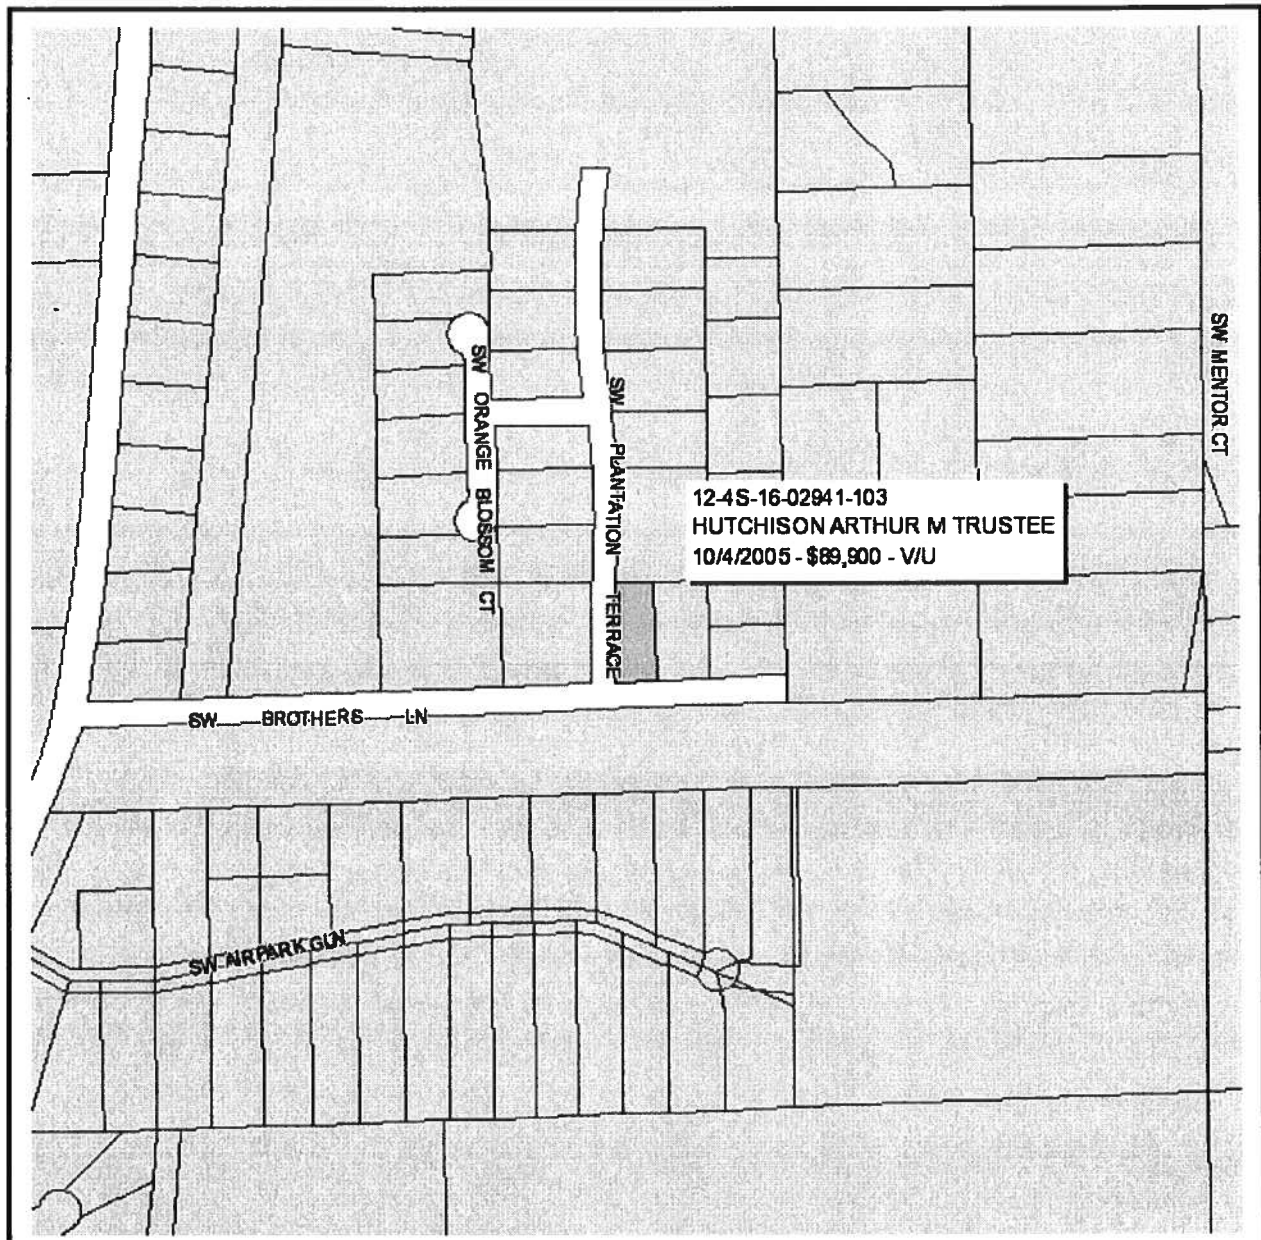 SW MENTOR CT
SW ORANGE BLOSSOM CT
SW PLANTATION TERRACE
12-4S-16-02941-103
HUTCHISON ARTHUR M TRUSTEE
10/4/2005 - $89,900 - V/U
SW BROTHERS LN
SW AIRPARK GLN